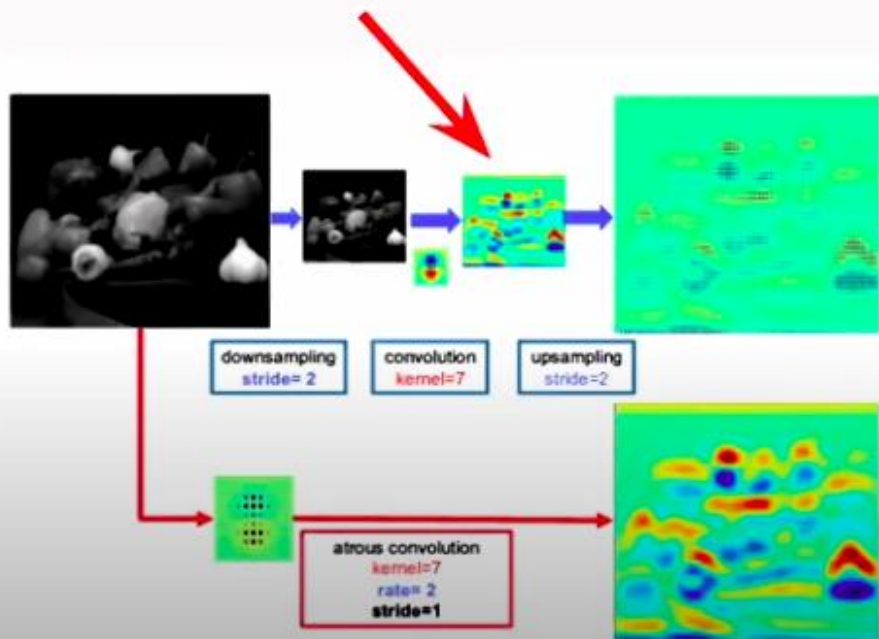 downsampling
stride= 2
convolution
kernel=7
upsampling
stride=2
atrous convolution
kernel=7
rate= 2
stride=1